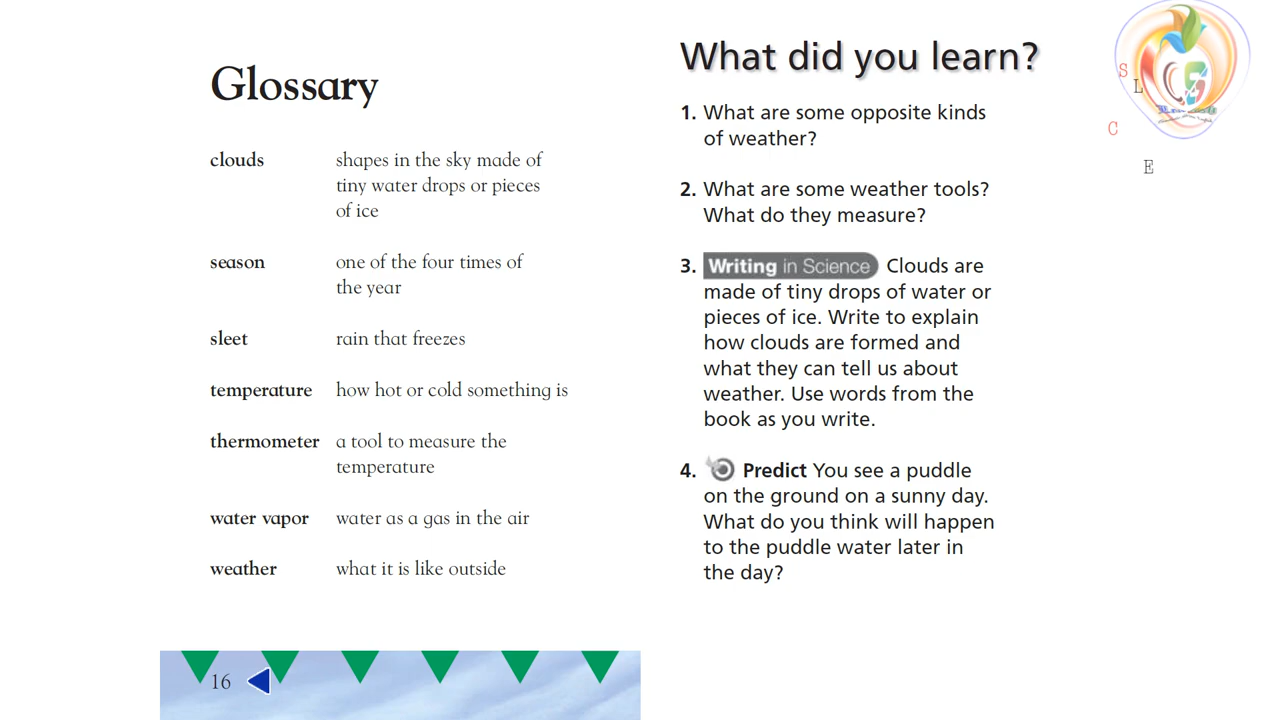 Glossary
clouds shapes in the sky made of
tiny water drops or pieces
of ice
season one of the four times of
the year
sleet rain that freezes
temperature how hot or cold something is
thermometer a tool to measure the
temperature
water vapor water as a gas in the air
weather what it is like outside
16
What did you learn?
1. What are some opposite kinds
of weather?
2. What are some weather tools?
What do they measure?
3. Writing in Science Clouds are
made of tiny drops of water or
pieces of ice. Write to explain
how clouds are formed and
what they can tell us about
weather. Use words from the
book as you write.
4. Predict You see a puddle
on the ground on a sunny day.
What do you think will happen
to the puddle water later in
the day?
S
L
C
E